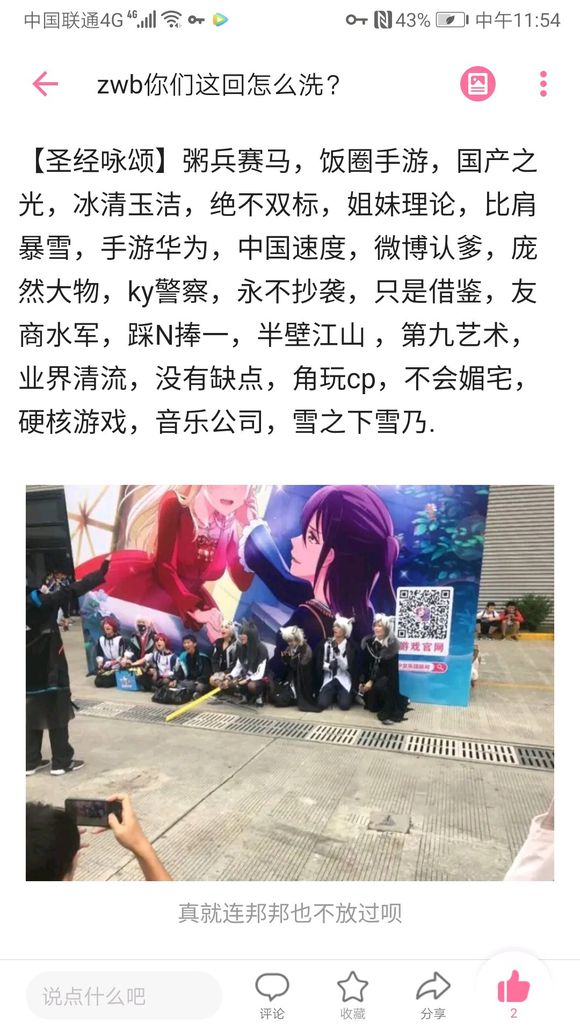 中国联通4G 4G 43% 中午11:54
zwb你们这回怎么洗？
【圣经咏颂】粥兵赛马，饭圈手游，国产之
光，冰清玉洁，绝不双标，姐妹理论，比肩
暴雪，手游华为，中国速度，微博认爹，庞
然大物，ky警察，永不抄袭，只是借鉴，友
商水军，踩N捧一，半壁江山 ，第九艺术，
业界清流，没有缺点，角玩cp，不会媚宅，
硬核游戏，音乐公司，雪之下雪乃.
游戏官网
真就连邦邦也不放过呗
说点什么吧
评论
收藏
分享
2